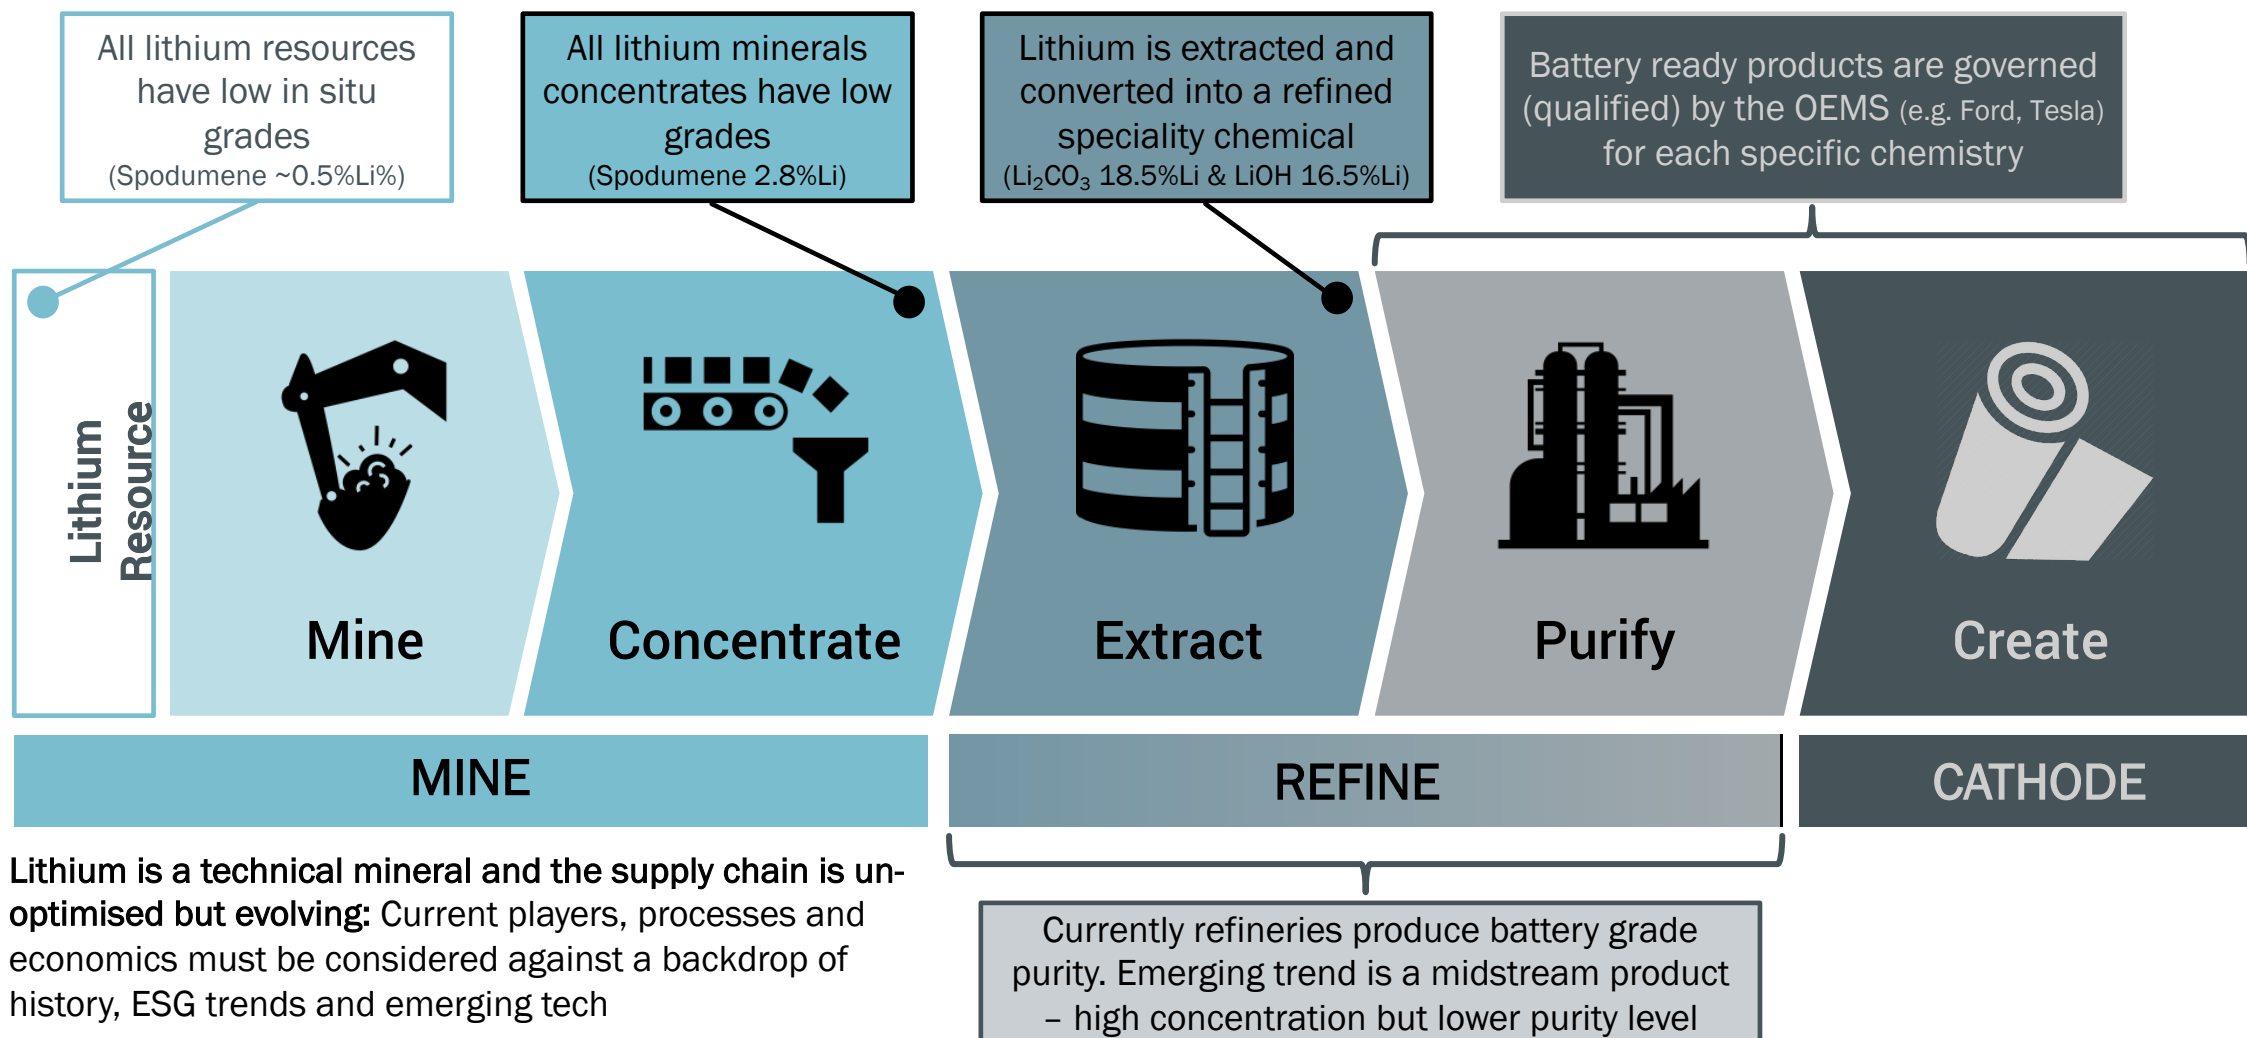 All lithium resources
have low in situ
grades
(Spodumene ~0.5%Li%)
All lithium minerals
concentrates have low
grades
(Spodumene 2.8%Li)
Lithium is extracted and
converted into a refined
speciality chemical
(Li₂CO₃ 18.5%Li & LiOH 16.5%Li)
Battery ready products are governed
(qualified) by the OEMS (e.g. Ford, Tesla)
for each specific chemistry
Lithium
Resource
Mine
Concentrate
Extract
Purify
Create
MINE
REFINE
CATHODE
Lithium is a technical mineral and the supply chain is un-
optimised but evolving: Current players, processes and
economics must be considered against a backdrop of
history, ESG trends and emerging tech
Currently refineries produce battery grade
purity. Emerging trend is a midstream product
– high concentration but lower purity level